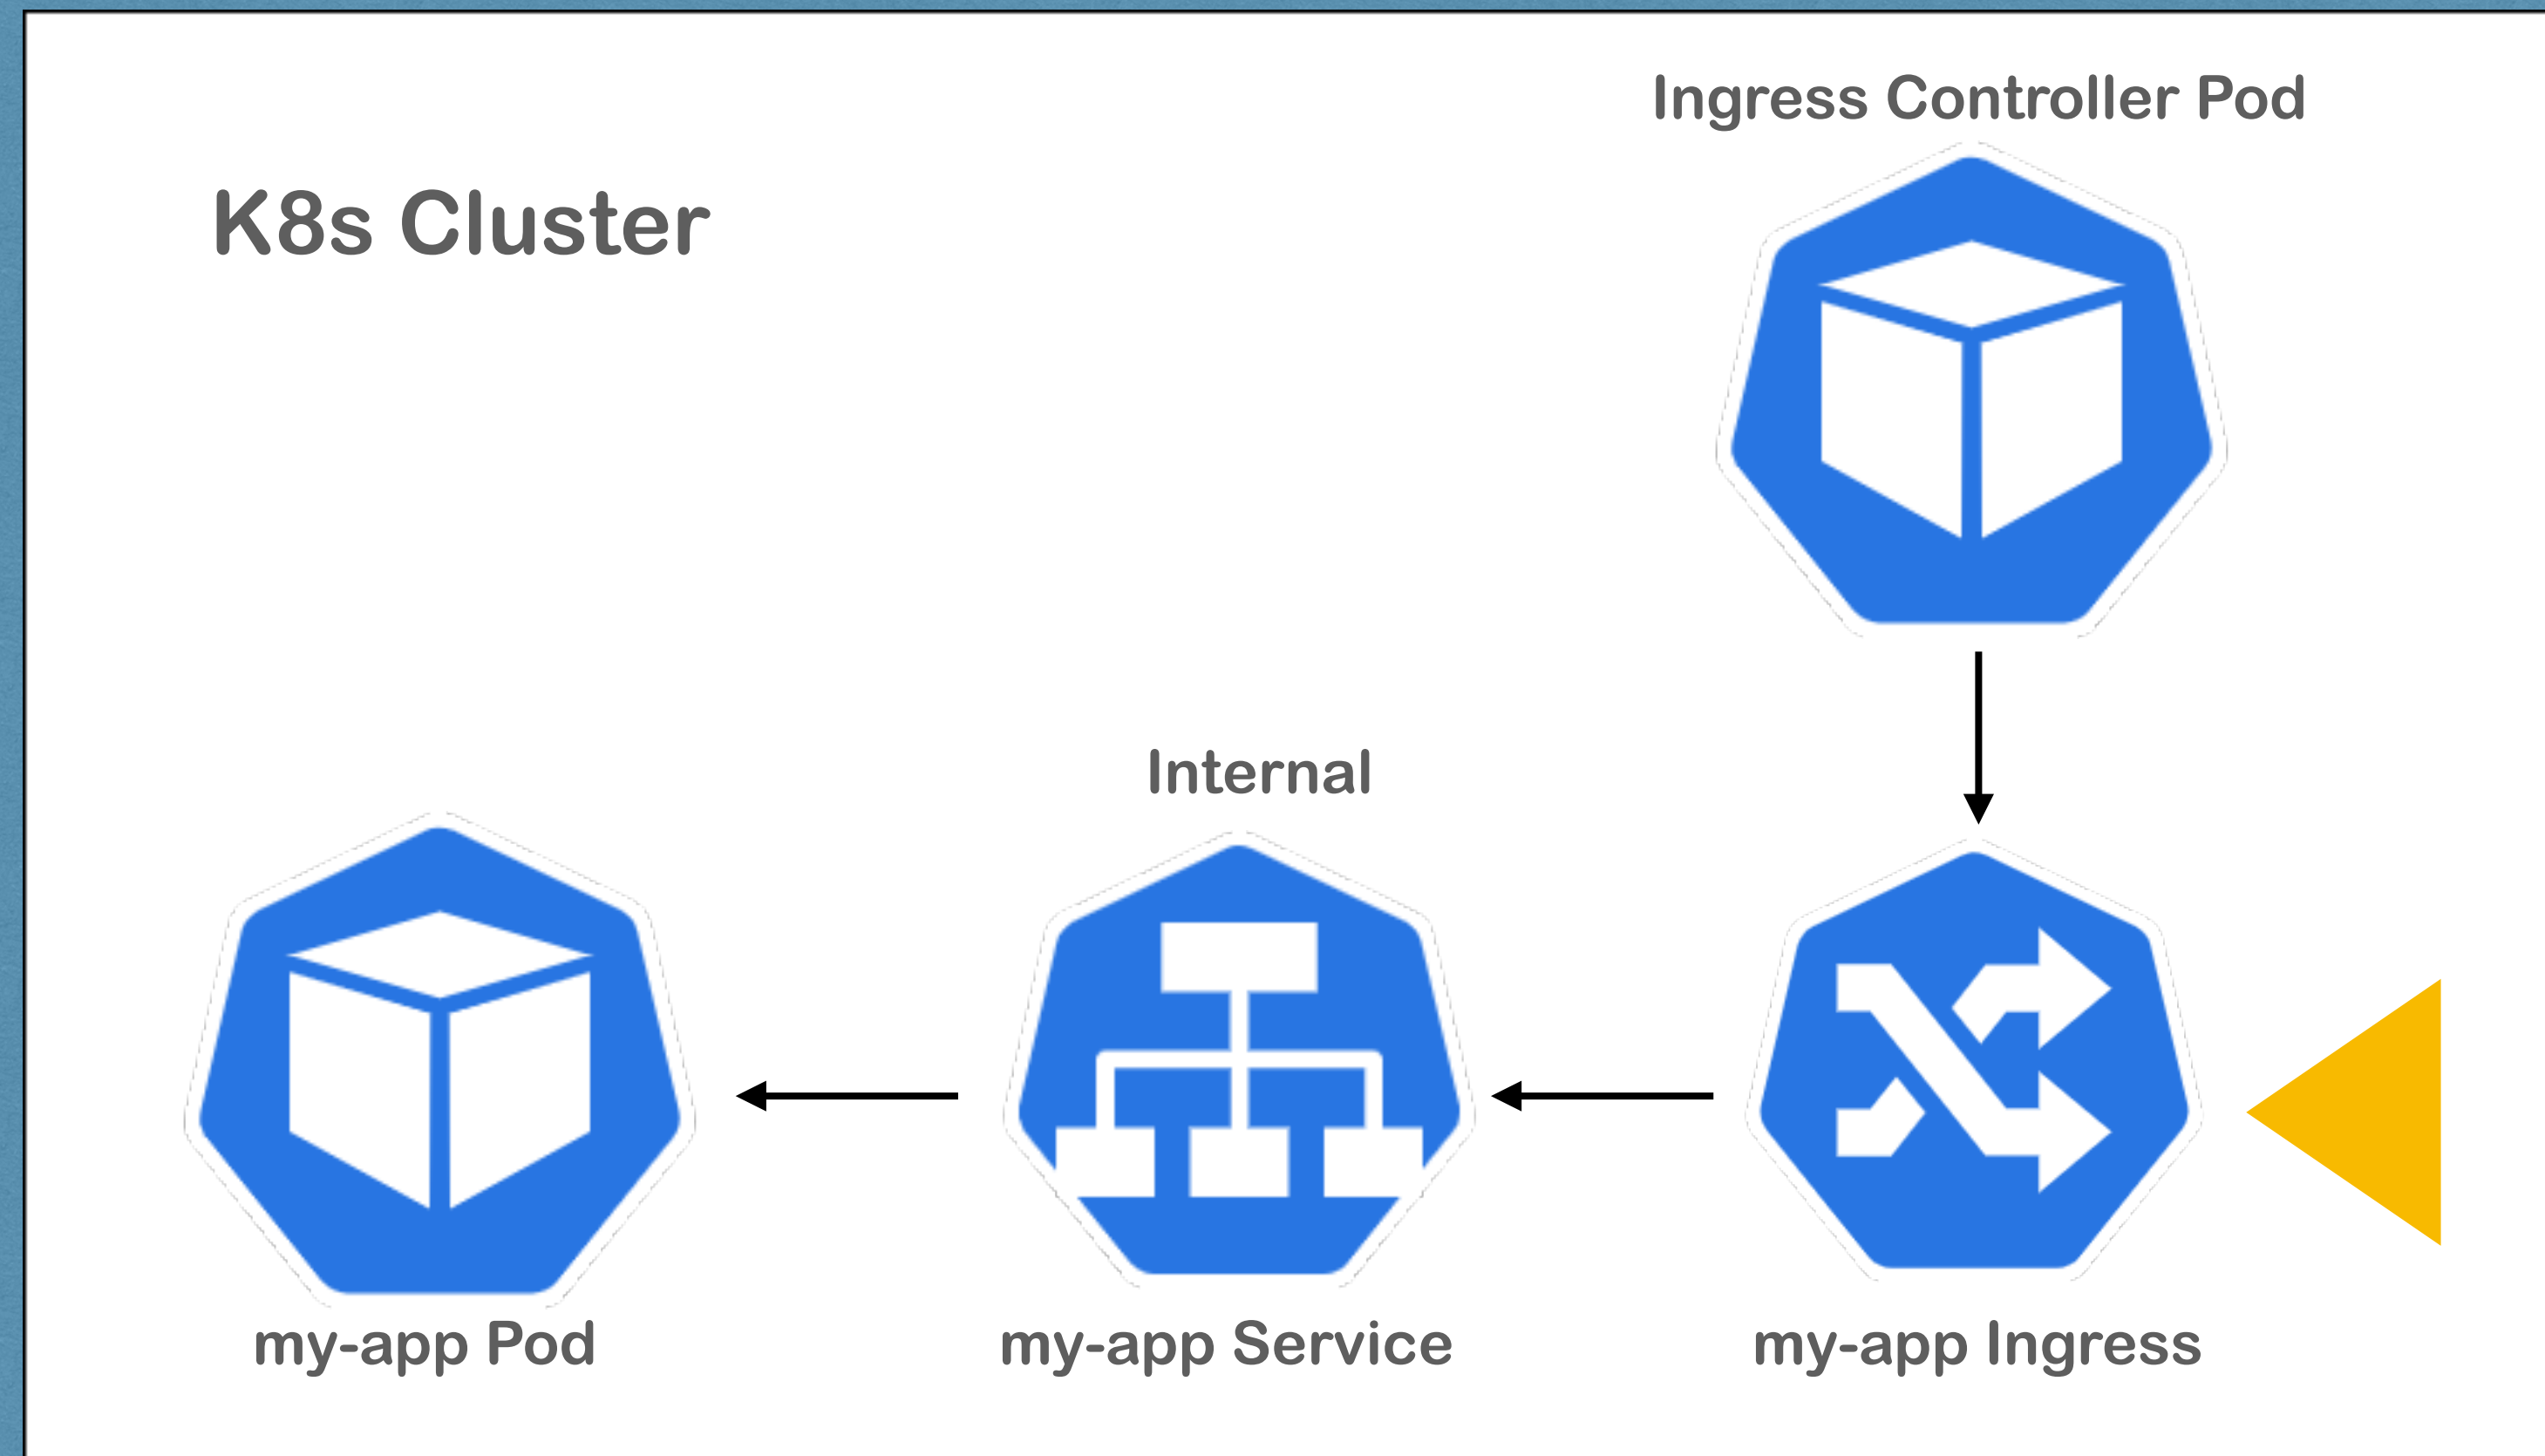 Ingress Controller Pod
K8s Cluster
Internal
my-app Pod
my-app Service
my-app Ingress